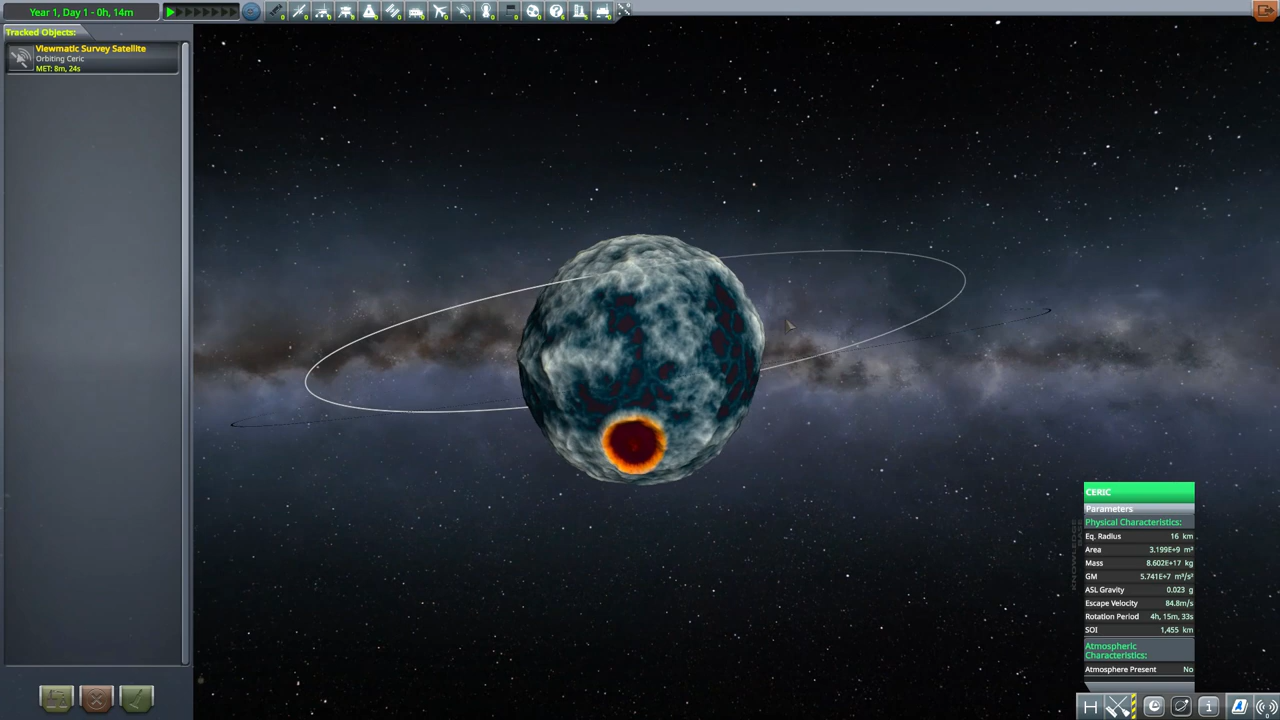 Year 1, Day 1 - 0h, 14m
Tracked Objects:
Viewmatic Survey Satellite
Orbiting Ceric
MET: 8m, 24s
CERIC
Parameters
Physical Characteristics:
Eq. Radius 16 km
Area 3.199E+9 m²
Mass 8.602E+17 kg
GM 5.741E+7 m³/s²
ASL Gravity 0.023 g
Escape Velocity 84.8m/s
Rotation Period 4h, 15m, 33s
SOI 1,455 km
Atmospheric
Characteristics:
Atmosphere Present No
KNOWLEDGE
BASE